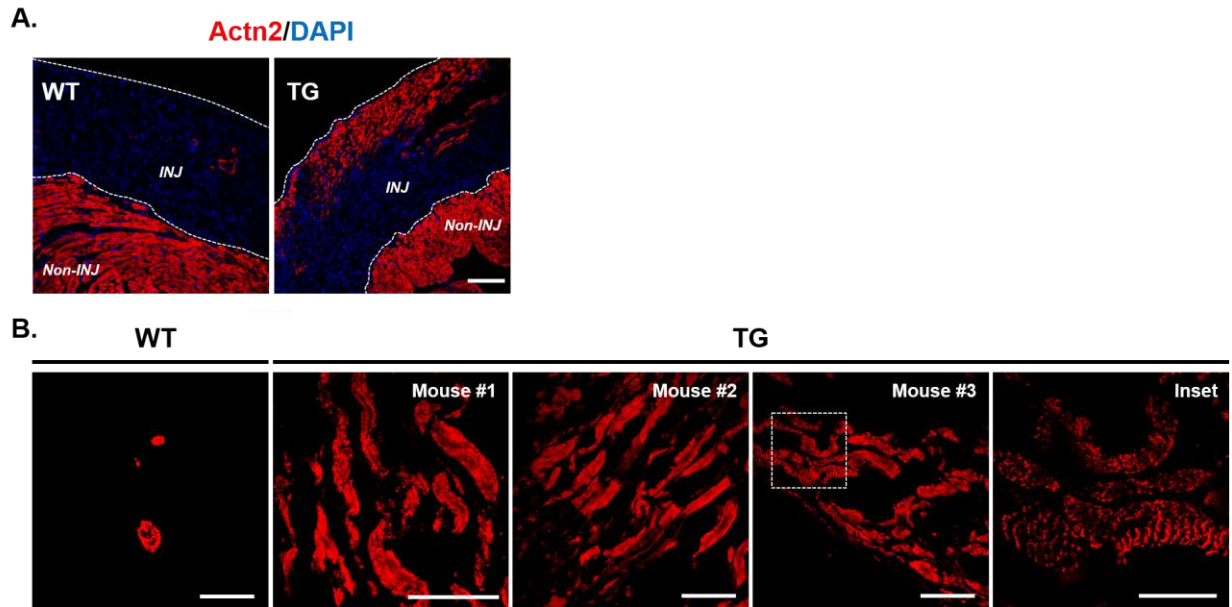 A.
Actn2/DAPI
WT
INJ
Non-INJ
TG
INJ
Non-INJ
B.
WT
TG
Mouse #1
Mouse #2
Mouse #3
Inset